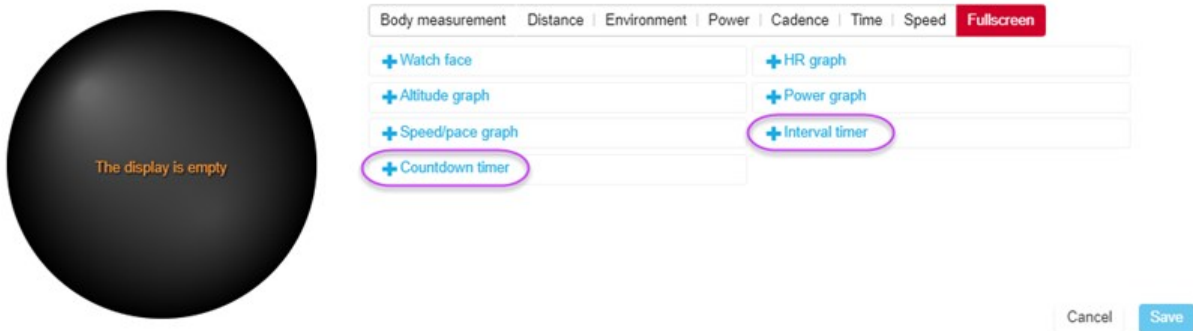 Body measurement Distance Environment Power Cadence Time Speed Fullscreen
Watch face HR graph
Altitude graph Power graph
Speed/pace graph Interval timer
The display is empty Countdown timer
Cancel Save